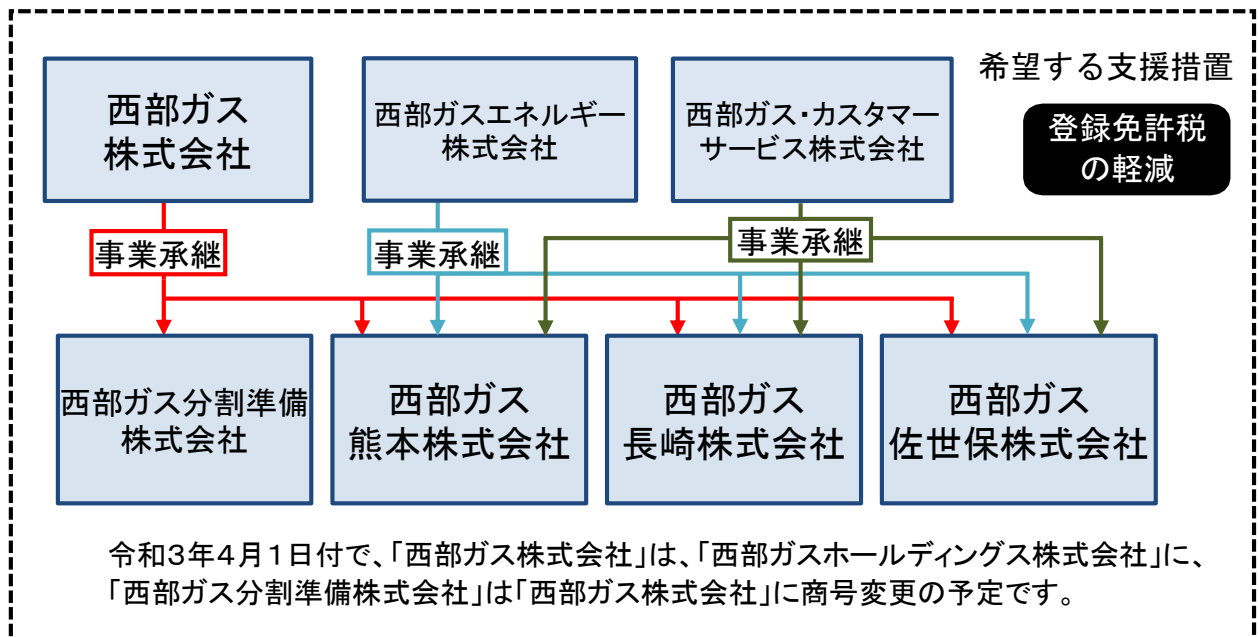 西部ガス
株式会社
西部ガスエネルギー
株式会社
西部ガス・カスタマー
サービス株式会社
希望する支援措置
登録免許税
の軽減
事業承継
事業承継
事業承継
西部ガス分割準備
株式会社
西部ガス
熊本株式会社
西部ガス
長崎株式会社
西部ガス
佐世保株式会社
令和3年4月1日付で、「西部ガス株式会社」は、「西部ガスホールディングス株式会社」に、
「西部ガス分割準備株式会社」は「西部ガス株式会社」に商号変更の予定です。